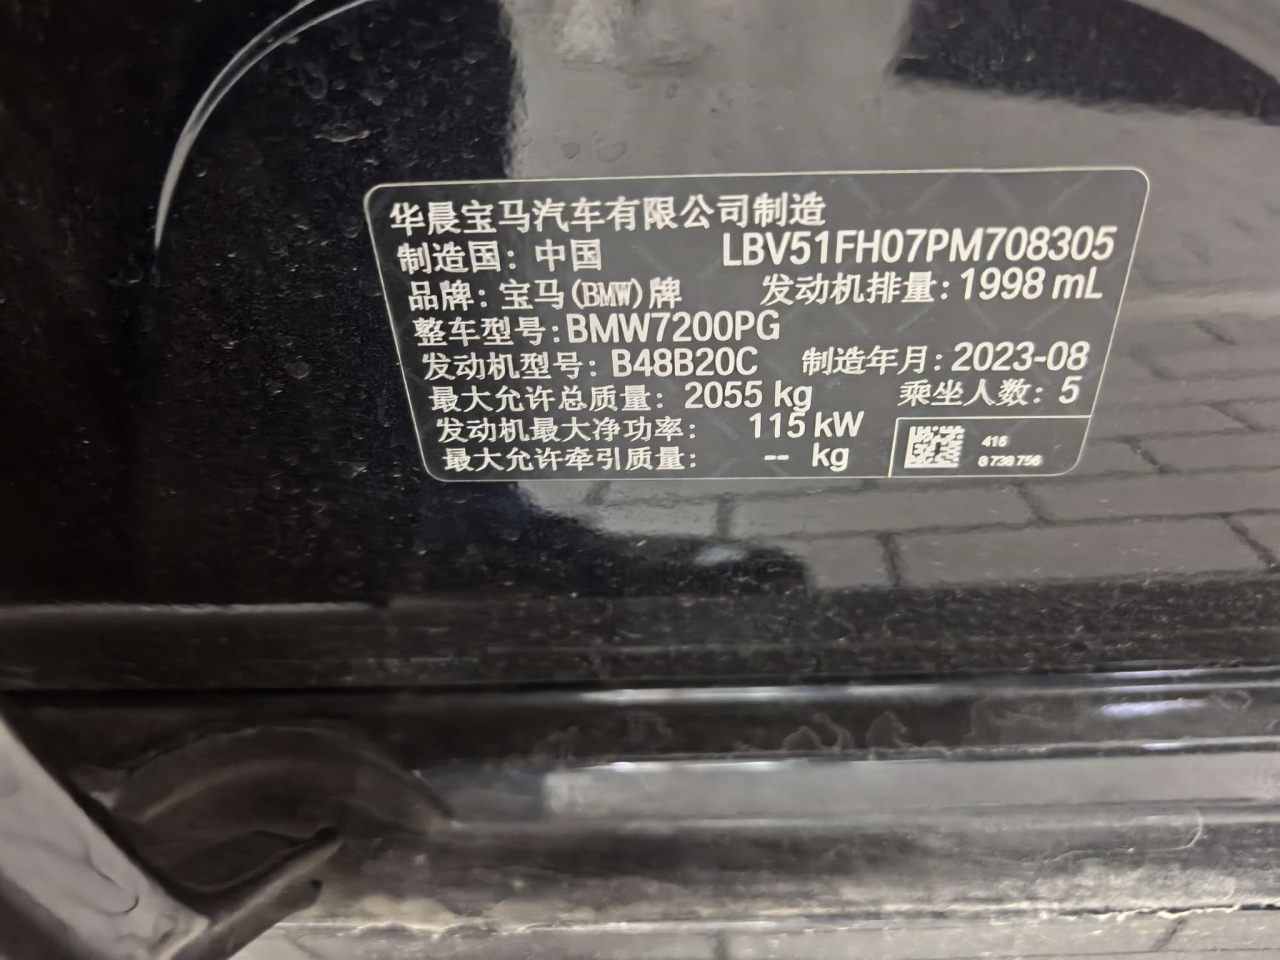 华晨宝马汽车有限公司制造
制造国：中国 LBV51FH07PM708305
品牌：宝马(BMW)牌 发动机排量:1998 mL
整车型号:BMW7200PG
发动机型号:B48B20C 制造年月:2023-08
最大允许总质量：2055 kg 乘坐人数：5
发动机最大净功率：115 kW
最大允许牵引质量：-- kg
416
8 738 756